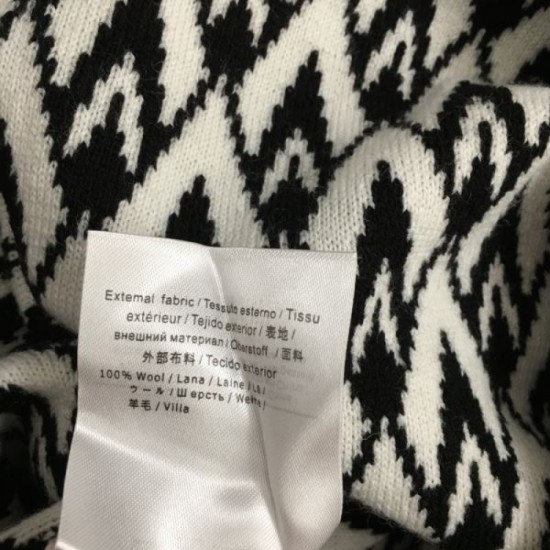 External fabric / Tessuto esterno / Tissu
extérieur / Tejido exterior / 表地 /
внешний материал / Oberstoff / 面料
外部布料 / Tecido exterior
100% Wool / Lana / Laine /
ウール / Шерсть /
羊毛 / Villa